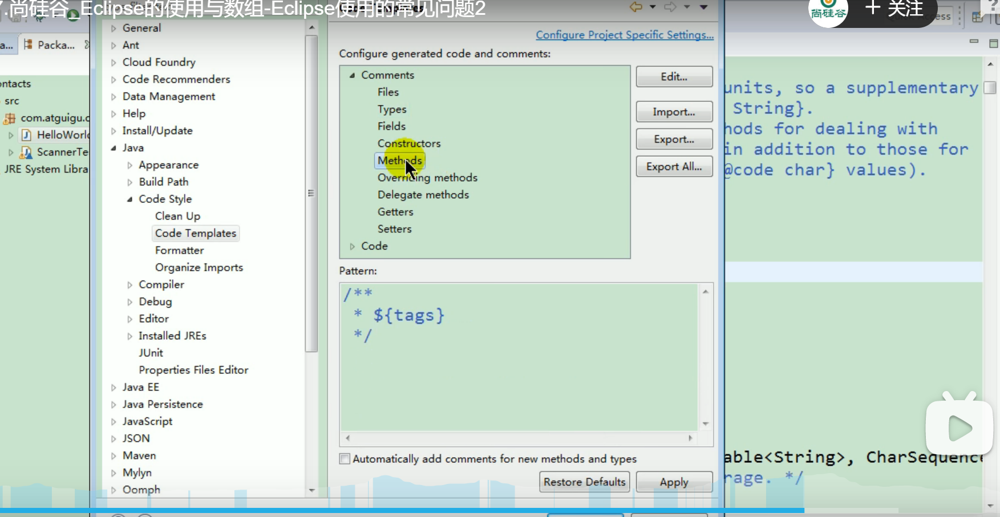 7.尚硅谷_Eclipse的使用与数组-Eclipse使用的常见问题2
尚硅谷
+ 关注
?
a...
Packa...
ontacts
src
com.atguigu.c
HelloWorld
ScannerTe
JRE System Libra
General
Ant
Cloud Foundry
Code Recommenders
Data Management
Help
Install/Update
Java
Appearance
Build Path
Code Style
Clean Up
Code Templates
Formatter
Organize Imports
Compiler
Debug
Editor
Installed JREs
JUnit
Properties Files Editor
Java EE
Java Persistence
JavaScript
JSON
Maven
Mylyn
Oomph
Configure Project Specific Settings...
Configure generated code and comments:
Comments
Files
Types
Fields
Constructors
Methods
Overriding methods
Delegate methods
Getters
Setters
Code
Edit...
Import...
Export...
Export All...
Pattern:
/**
* ${tags}
*/
Automatically add comments for new methods and types
Restore Defaults
Apply
units, so a supplementary
String}.
hods for dealing with
in addition to those for
@code char} values).
able<String>, CharSequence
rage. */